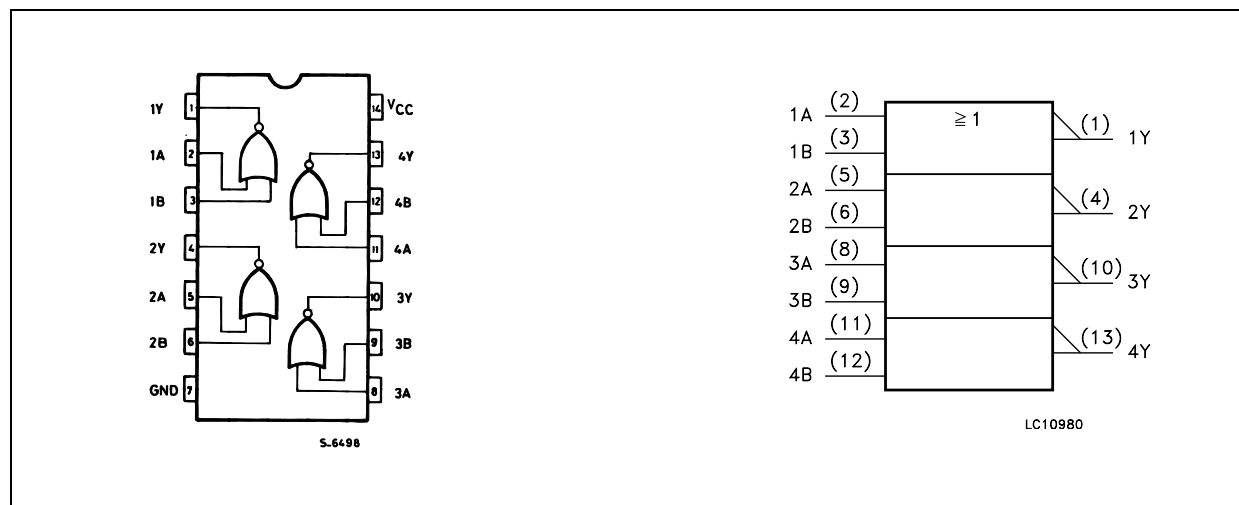 1Y 1 14 VCC
1A 2 13 4Y
1B 3 12 4B
2Y 4 11 4A
2A 5 10 3Y
2B 6 9 3B
GND 7 8 3A
S-6498
1A (2) ≧ 1 (1) 1Y
1B (3)
2A (5) (4) 2Y
2B (6)
3A (8) (10) 3Y
3B (9)
4A (11) (13) 4Y
4B (12)
LC10980